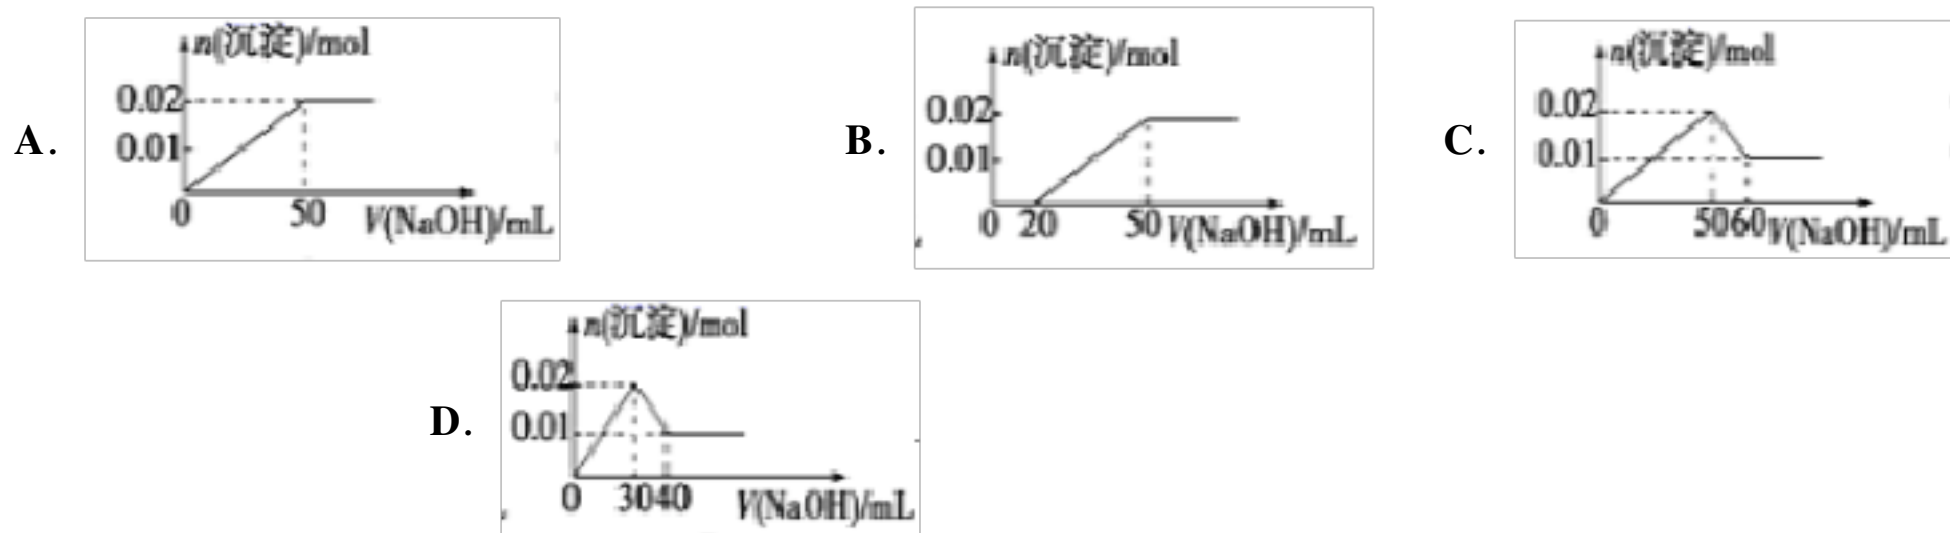 A.
n(沉淀)/mol
0.02
0.01
0 50 V(NaOH)/mL
B.
n(沉淀)/mol
0.02
0.01
0 20 50 V(NaOH)/mL
C.
n(沉淀)/mol
0.02
0.01
0 5060 V(NaOH)/mL
D.
n(沉淀)/mol
0.02
0.01
0 3040 V(NaOH)/mL